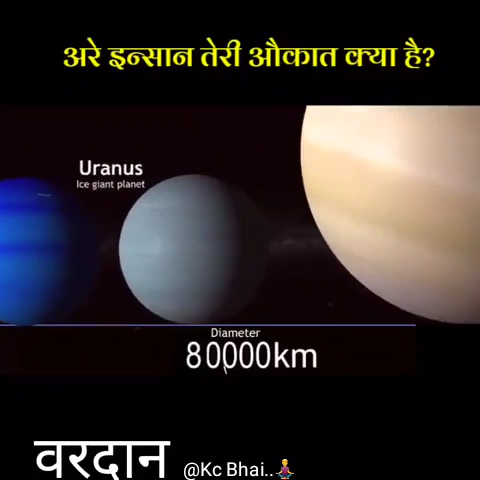 अरे इन्सान तेरी औकात क्या है?
Uranus
Ice giant planet
Diameter
80000km
वरदान @Kc Bhai..🧘